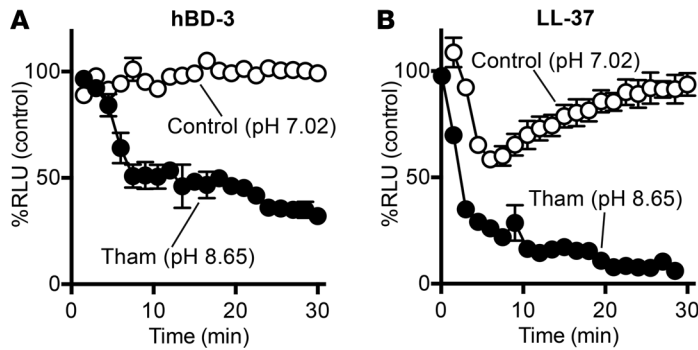 A hBD-3
%RLU (control)
100
50
0
Control (pH 7.02)
Tham (pH 8.65)
0 10 20 30
Time (min)
B LL-37
%RLU (control)
100
50
0
Control (pH 7.02)
Tham (pH 8.65)
0 10 20 30
Time (min)